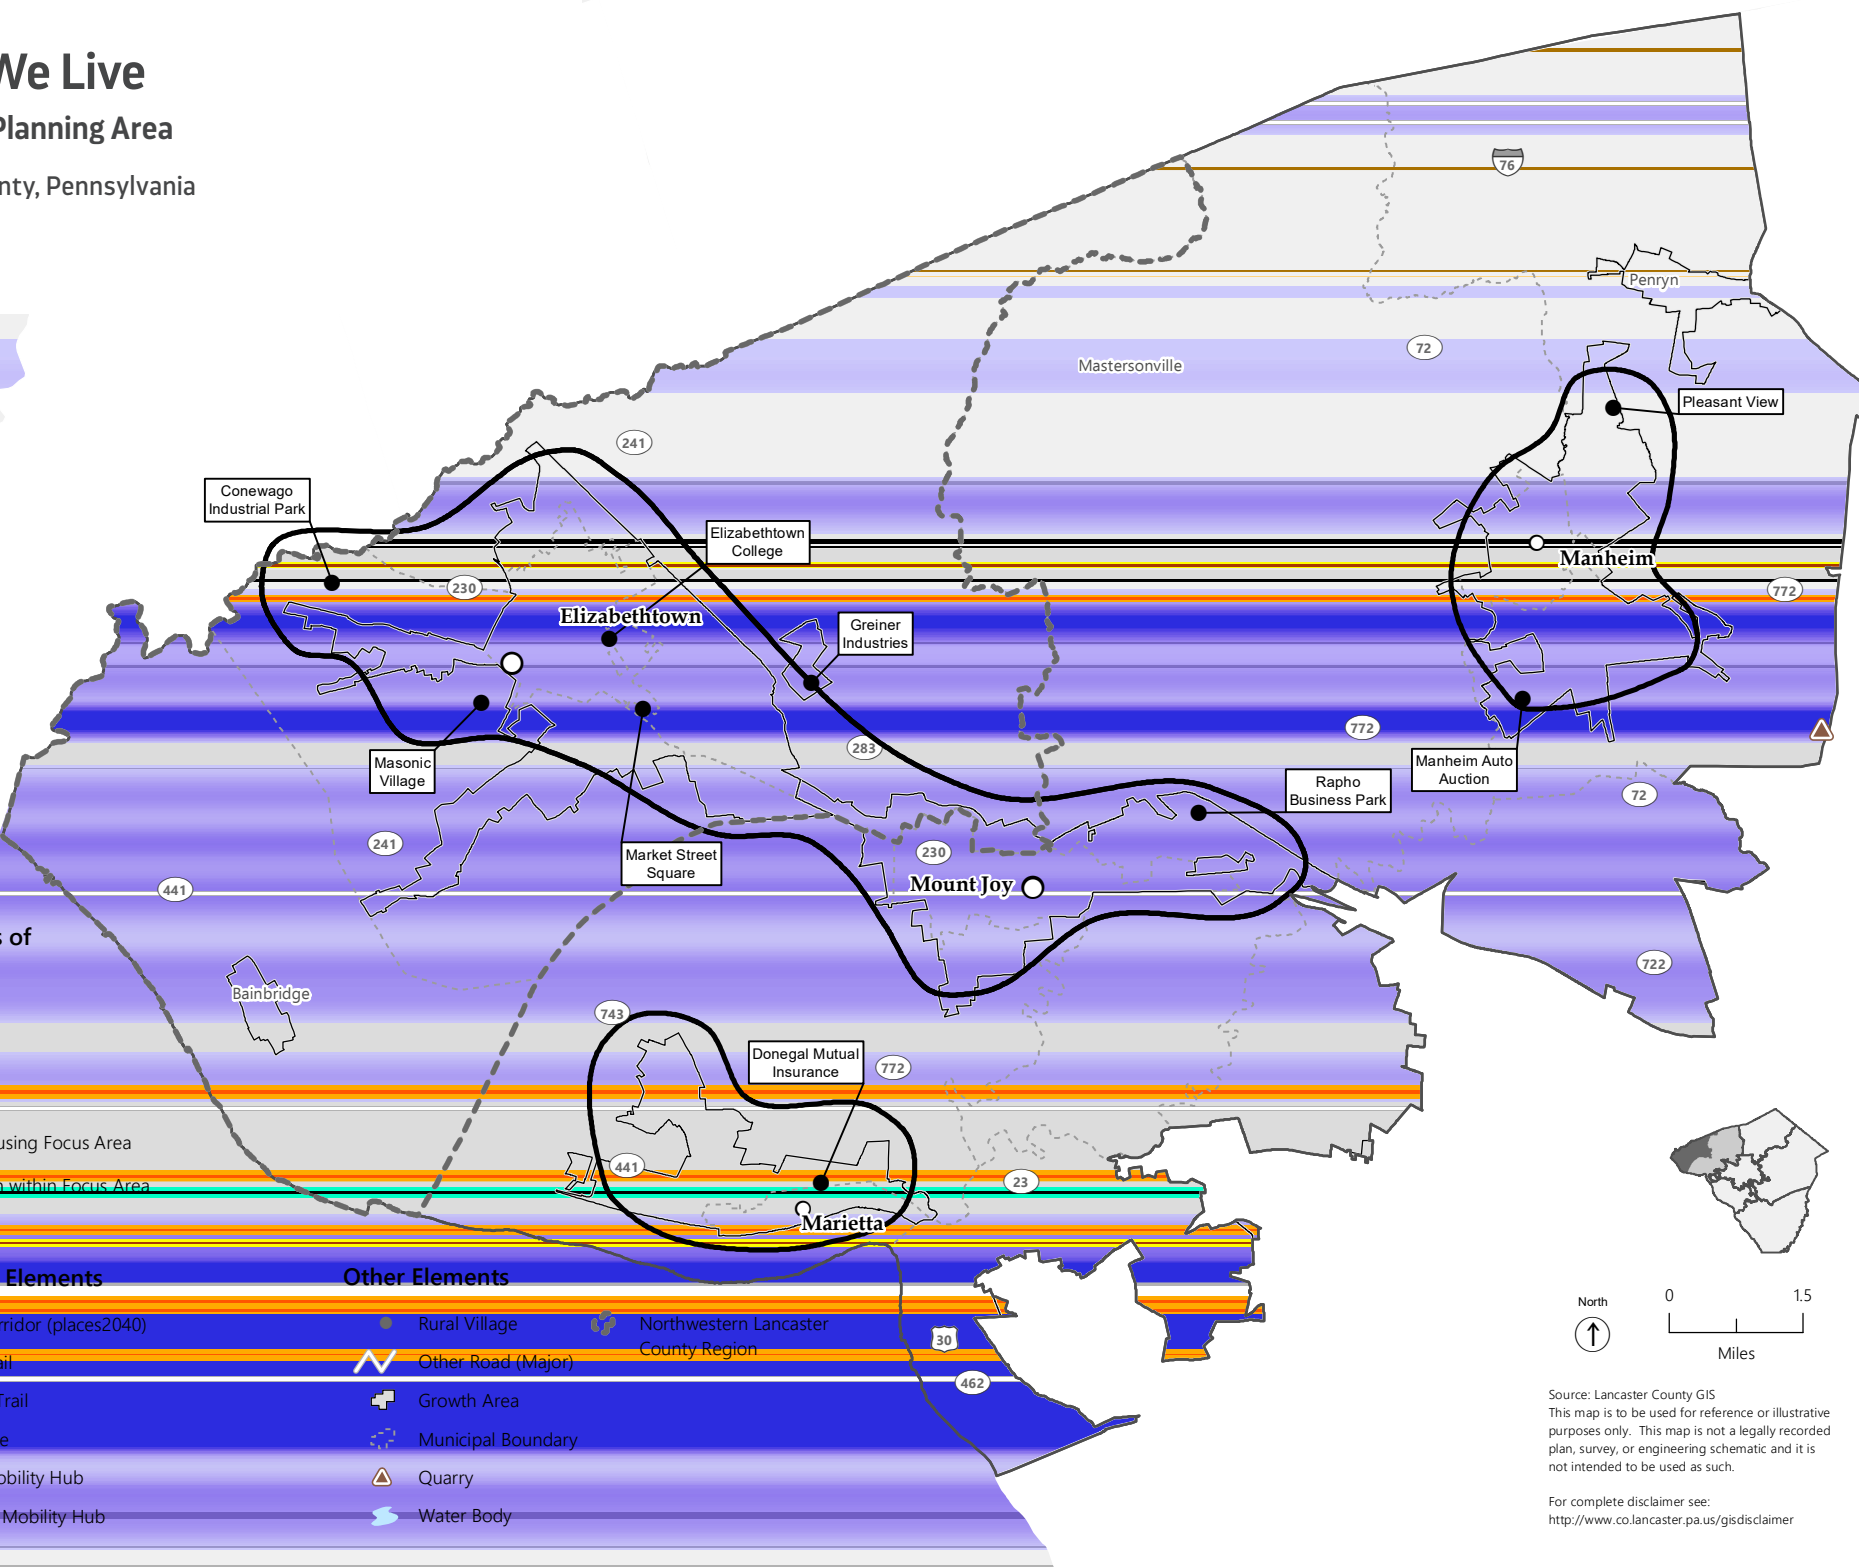 We Live
Planning Area
nty, Pennsylvania
76
Penryn
72
Mastersonville
Pleasant View
241
Conewago
Industrial Park
Elizabethtown
College
Manheim
230
772
Elizabethtown
Greiner
Industries
772
283
Masonic
Village
Manheim Auto
Auction
Rapho
Business Park
72
241
230
Market Street
Square
441
Mount Joy
s of
722
Bainbridge
743
Donegal Mutual
Insurance
772
using Focus Area
441
n within Focus Area
23
Marietta
Elements
Other Elements
rridor (places2040)
Rural Village
Northwestern Lancaster
County Region
30
ail
Other Road (Major)
462
Trail
Growth Area
e
Municipal Boundary
obility Hub
Quarry
Mobility Hub
Water Body
North
0
1.5
Miles
Source: Lancaster County GIS
This map is to be used for reference or illustrative
purposes only. This map is not a legally recorded
plan, survey, or engineering schematic and it is
not intended to be used as such.
For complete disclaimer see:
http://www.co.lancaster.pa.us/gisdisclaimer